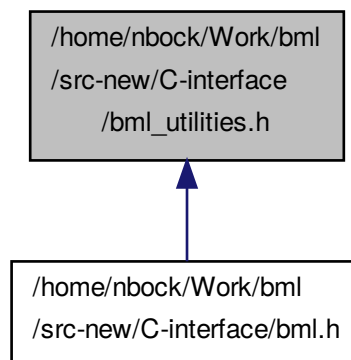 /home/nbock/Work/bml
/src-new/C-interface
/bml_utilities.h
/home/nbock/Work/bml
/src-new/C-interface/bml.h